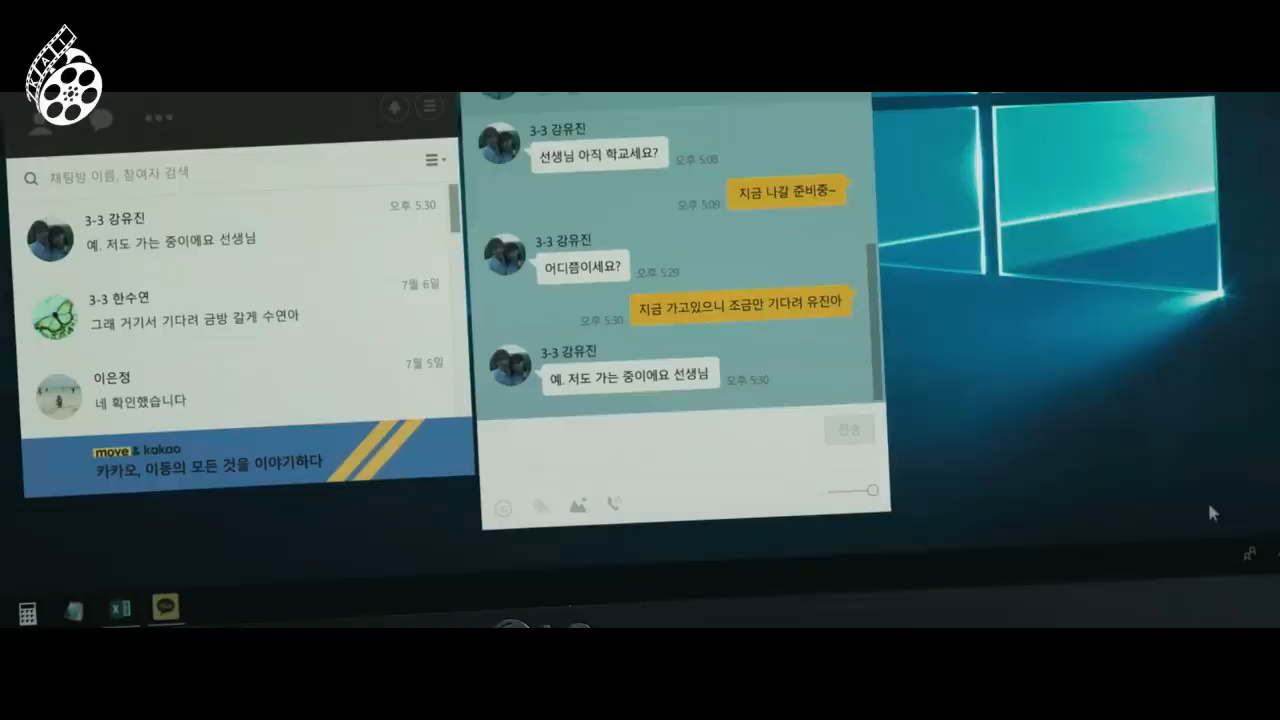 채팅방 이름, 참여자 검색
3-3 강유진
오후 5:30
예. 저도 가는 중이에요 선생님
3-3 한수연
7월 6일
그래 거기서 기다려 금방 갈게 수연아
이은정
7월 5일
네 확인했습니다
move & kakao
카카오, 이동의 모든 것을 이야기하다
3-3 강유진
선생님 아직 학교세요?
오후 5:08
지금 나갈 준비중~
오후 5:09
3-3 강유진
어디쯤이세요?
오후 5:29
지금 가고있으니 조금만 기다려 유진아
오후 5:30
3-3 강유진
예. 저도 가는 중이에요 선생님
오후 5:30
전송